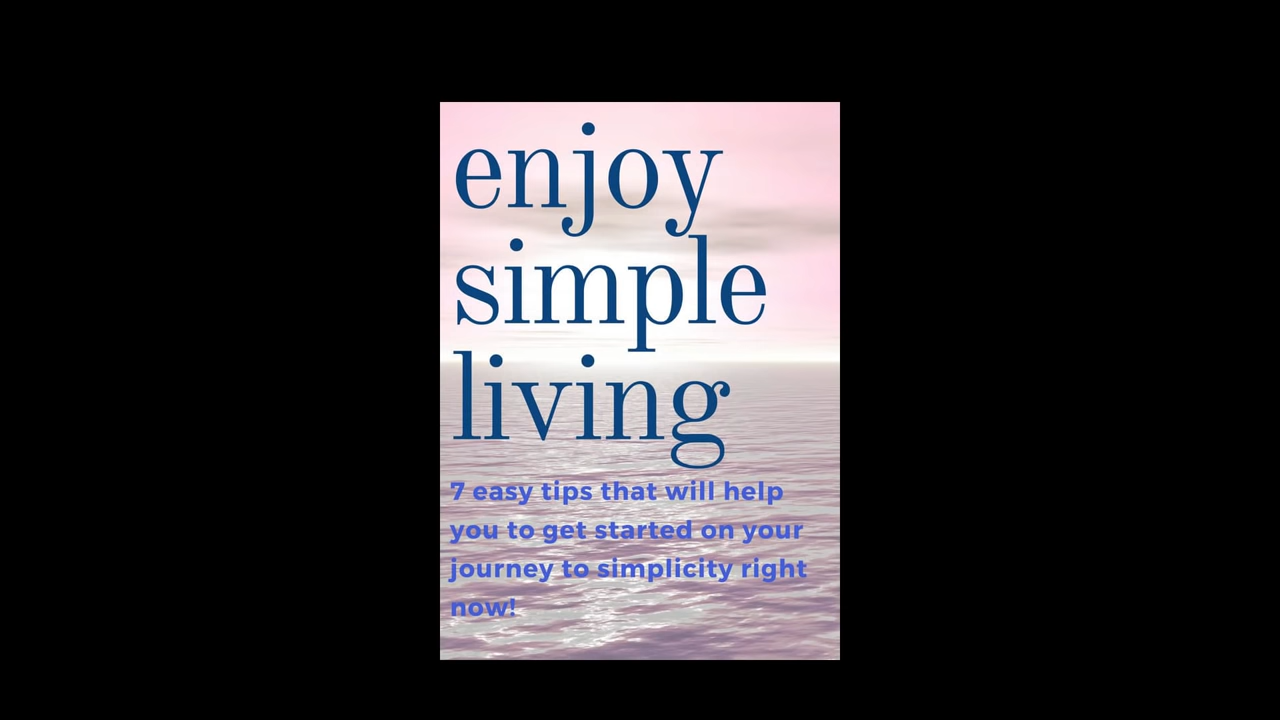 enjoy
simple
living
7 easy tips that will help
you to get started on your
journey to simplicity right
now!